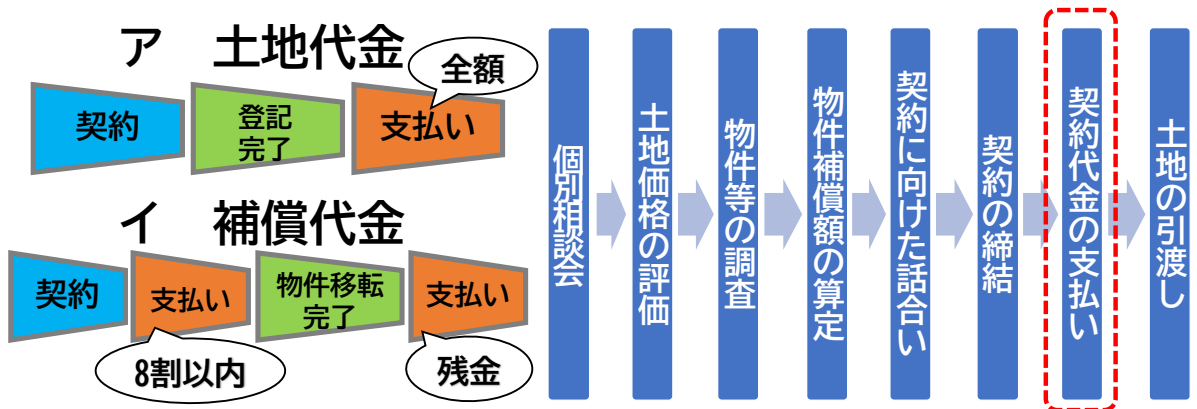 ア 土地代金
全額
契約
登記
完了
支払い
イ 補償代金
契約
支払い
物件移転
完了
支払い
8割以内
残金
個別相談会
土地価格の評価
物件等の調査
物件補償額の算定
契約に向けた話合い
契約の締結
契約代金の支払い
土地の引渡し